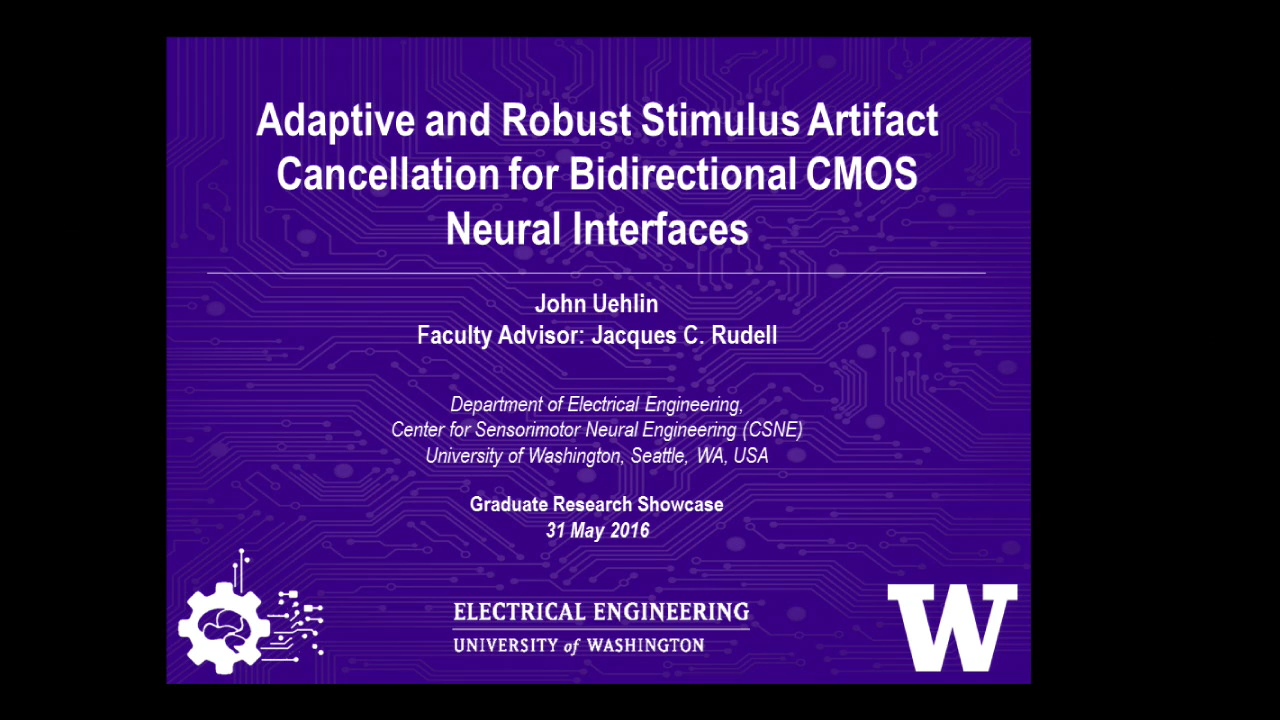 Adaptive and Robust Stimulus Artifact
Cancellation for Bidirectional CMOS
Neural Interfaces
John Uehlin
Faculty Advisor: Jacques C. Rudell
Department of Electrical Engineering,
Center for Sensorimotor Neural Engineering (CSNE)
University of Washington, Seattle, WA, USA
Graduate Research Showcase
31 May 2016
ELECTRICAL ENGINEERING
UNIVERSITY of WASHINGTON
W